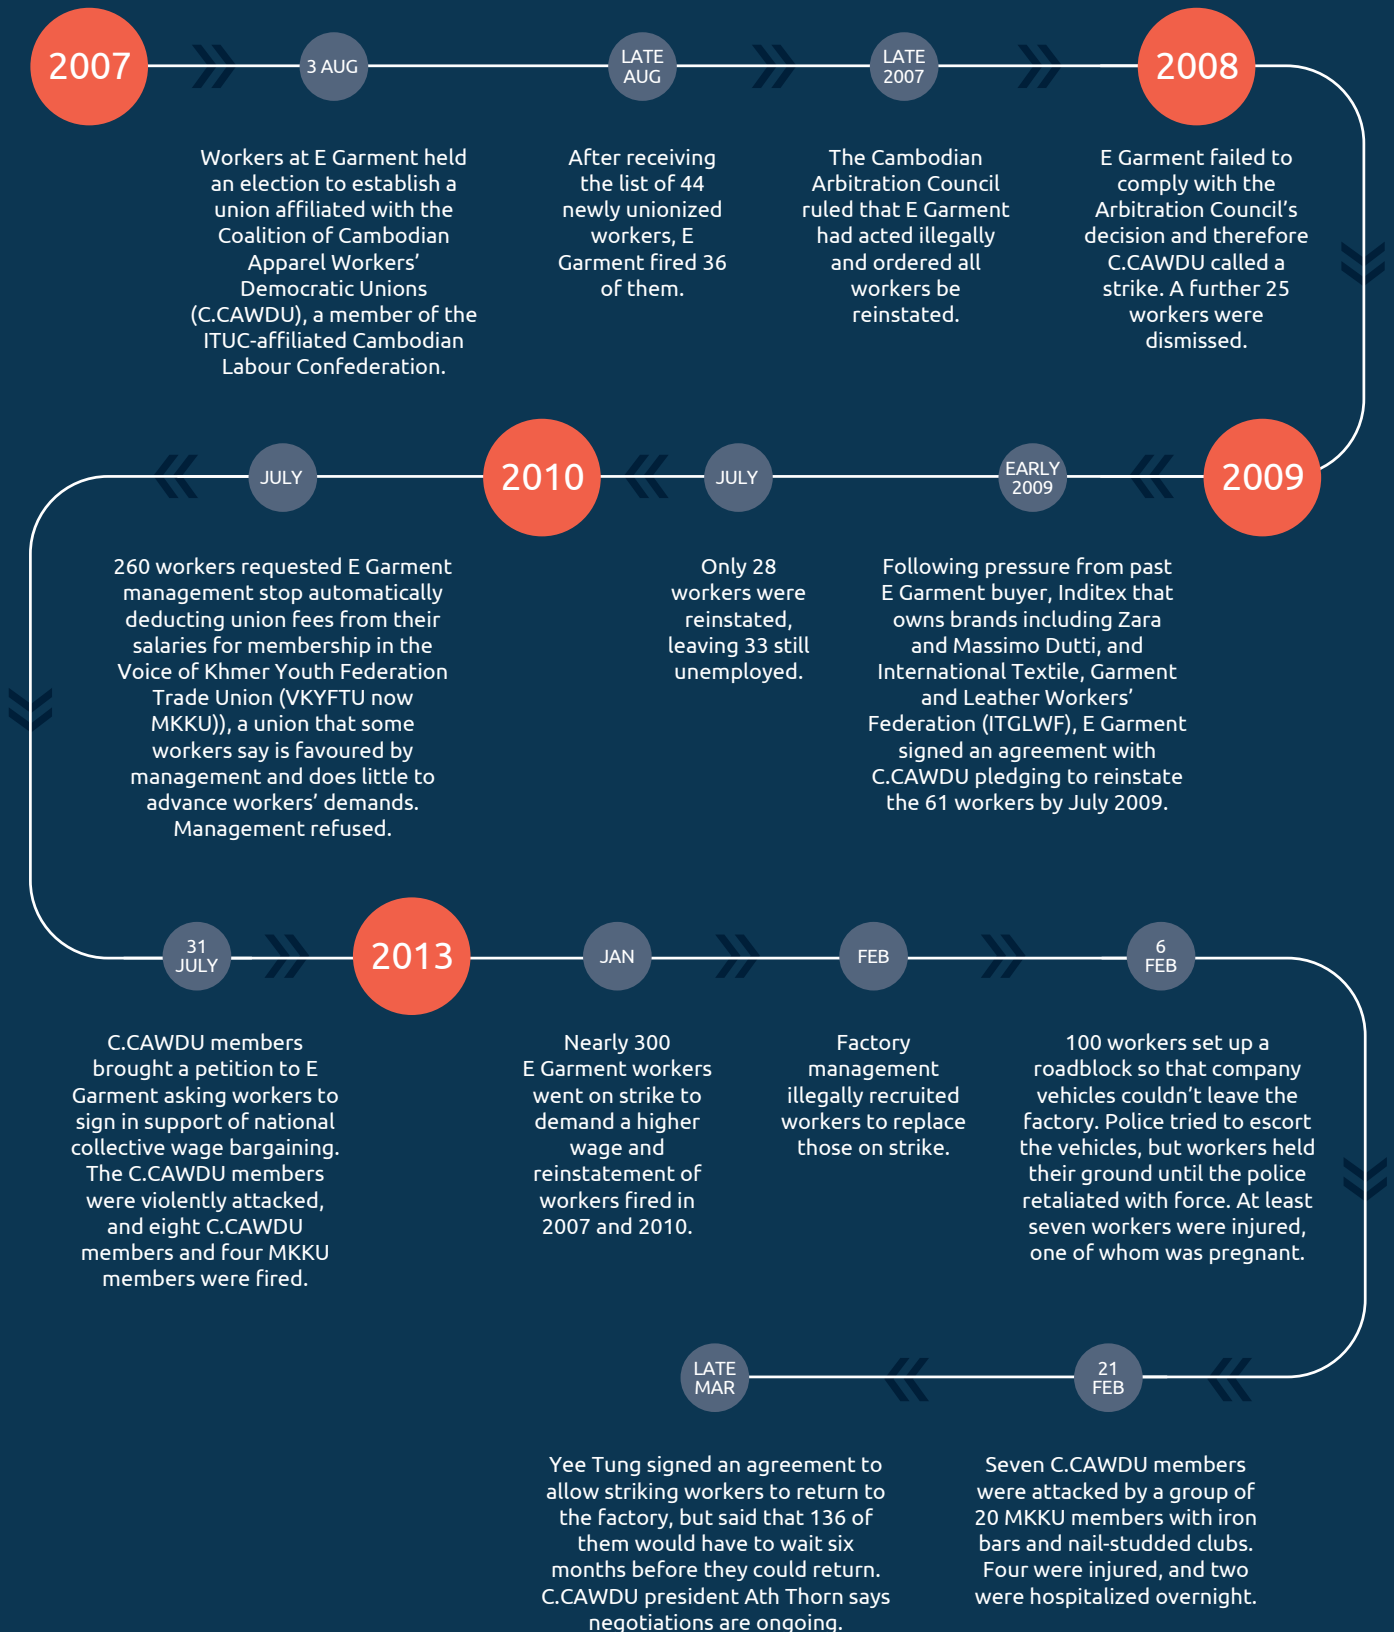 2007
3 AUG
Workers at E Garment held
an election to establish a
union affiliated with the
Coalition of Cambodian
Apparel Workers’
Democratic Unions
(C.CAWDU), a member of the
ITUC-affiliated Cambodian
Labour Confederation.
LATE
AUG
After receiving
the list of 44
newly unionized
workers, E
Garment fired 36
of them.
LATE
2007
The Cambodian
Arbitration Council
ruled that E Garment
had acted illegally
and ordered all
workers be
reinstated.
2008
E Garment failed to
comply with the
Arbitration Council’s
decision and therefore
C.CAWDU called a
strike. A further 25
workers were
dismissed.
2009
EARLY
2009
Following pressure from past
E Garment buyer, Inditex that
owns brands including Zara
and Massimo Dutti, and
International Textile, Garment
and Leather Workers’
Federation (ITGLWF), E Garment
signed an agreement with
C.CAWDU pledging to reinstate
the 61 workers by July 2009.
JULY
Only 28
workers were
reinstated,
leaving 33 still
unemployed.
2010
JULY
260 workers requested E Garment
management stop automatically
deducting union fees from their
salaries for membership in the
Voice of Khmer Youth Federation
Trade Union (VKYFTU now
MKKU)), a union that some
workers say is favoured by
management and does little to
advance workers’ demands.
Management refused.
31
JULY
C.CAWDU members
brought a petition to E
Garment asking workers to
sign in support of national
collective wage bargaining.
The C.CAWDU members
were violently attacked,
and eight C.CAWDU
members and four MKKU
members were fired.
2013
JAN
Nearly 300
E Garment workers
went on strike to
demand a higher
wage and
reinstatement of
workers fired in
2007 and 2010.
FEB
Factory
management
illegally recruited
workers to replace
those on strike.
6
FEB
100 workers set up a
roadblock so that company
vehicles couldn’t leave the
factory. Police tried to escort
the vehicles, but workers held
their ground until the police
retaliated with force. At least
seven workers were injured,
one of whom was pregnant.
21
FEB
Seven C.CAWDU members
were attacked by a group of
20 MKKU members with iron
bars and nail-studded clubs.
Four were injured, and two
were hospitalized overnight.
LATE
MAR
Yee Tung signed an agreement to
allow striking workers to return to
the factory, but said that 136 of
them would have to wait six
months before they could return.
C.CAWDU president Ath Thorn says
negotiations are ongoing.